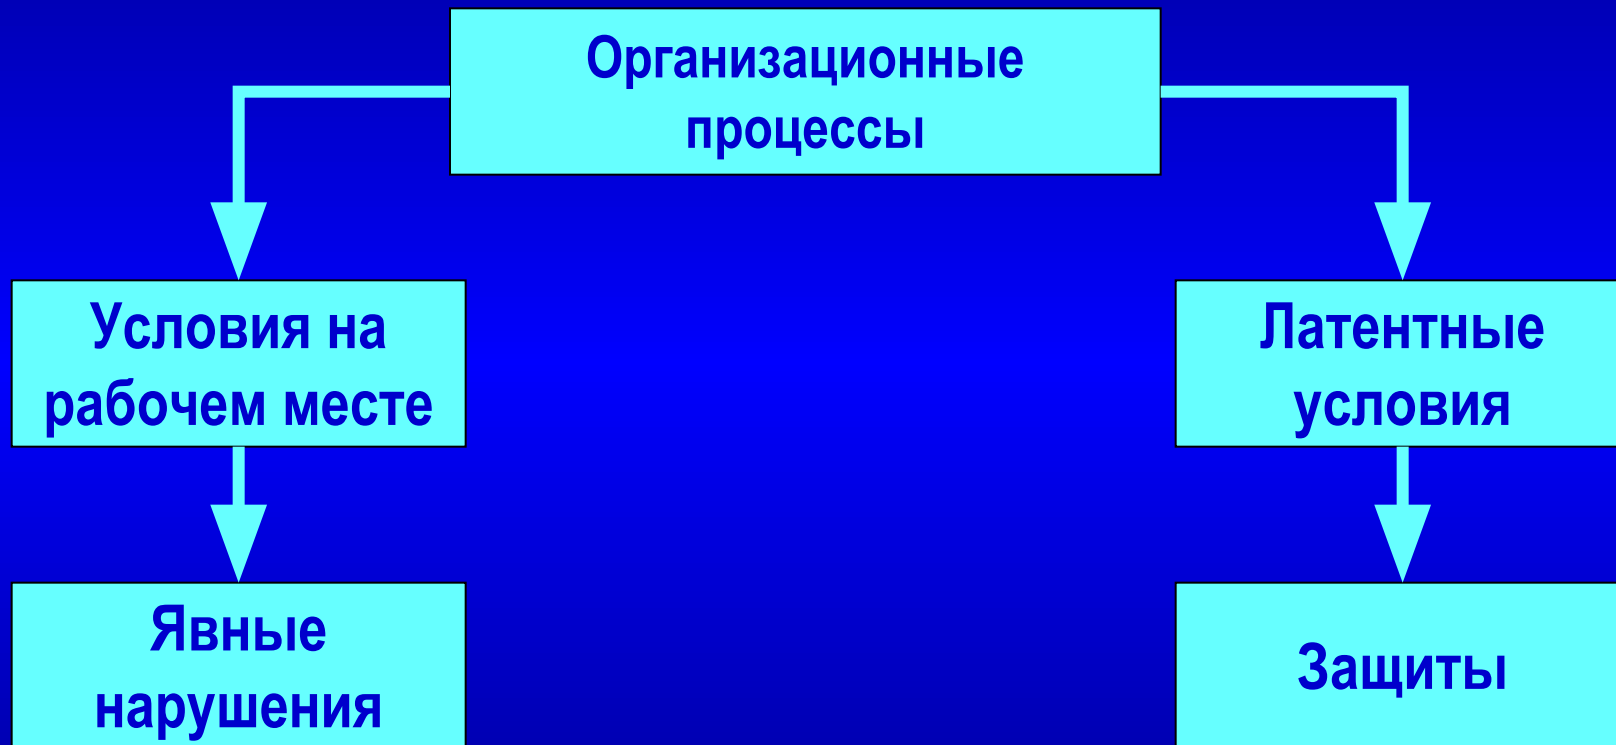 Организационные
процессы
Условия на
рабочем месте
Латентные
условия
Явные
нарушения
Защиты